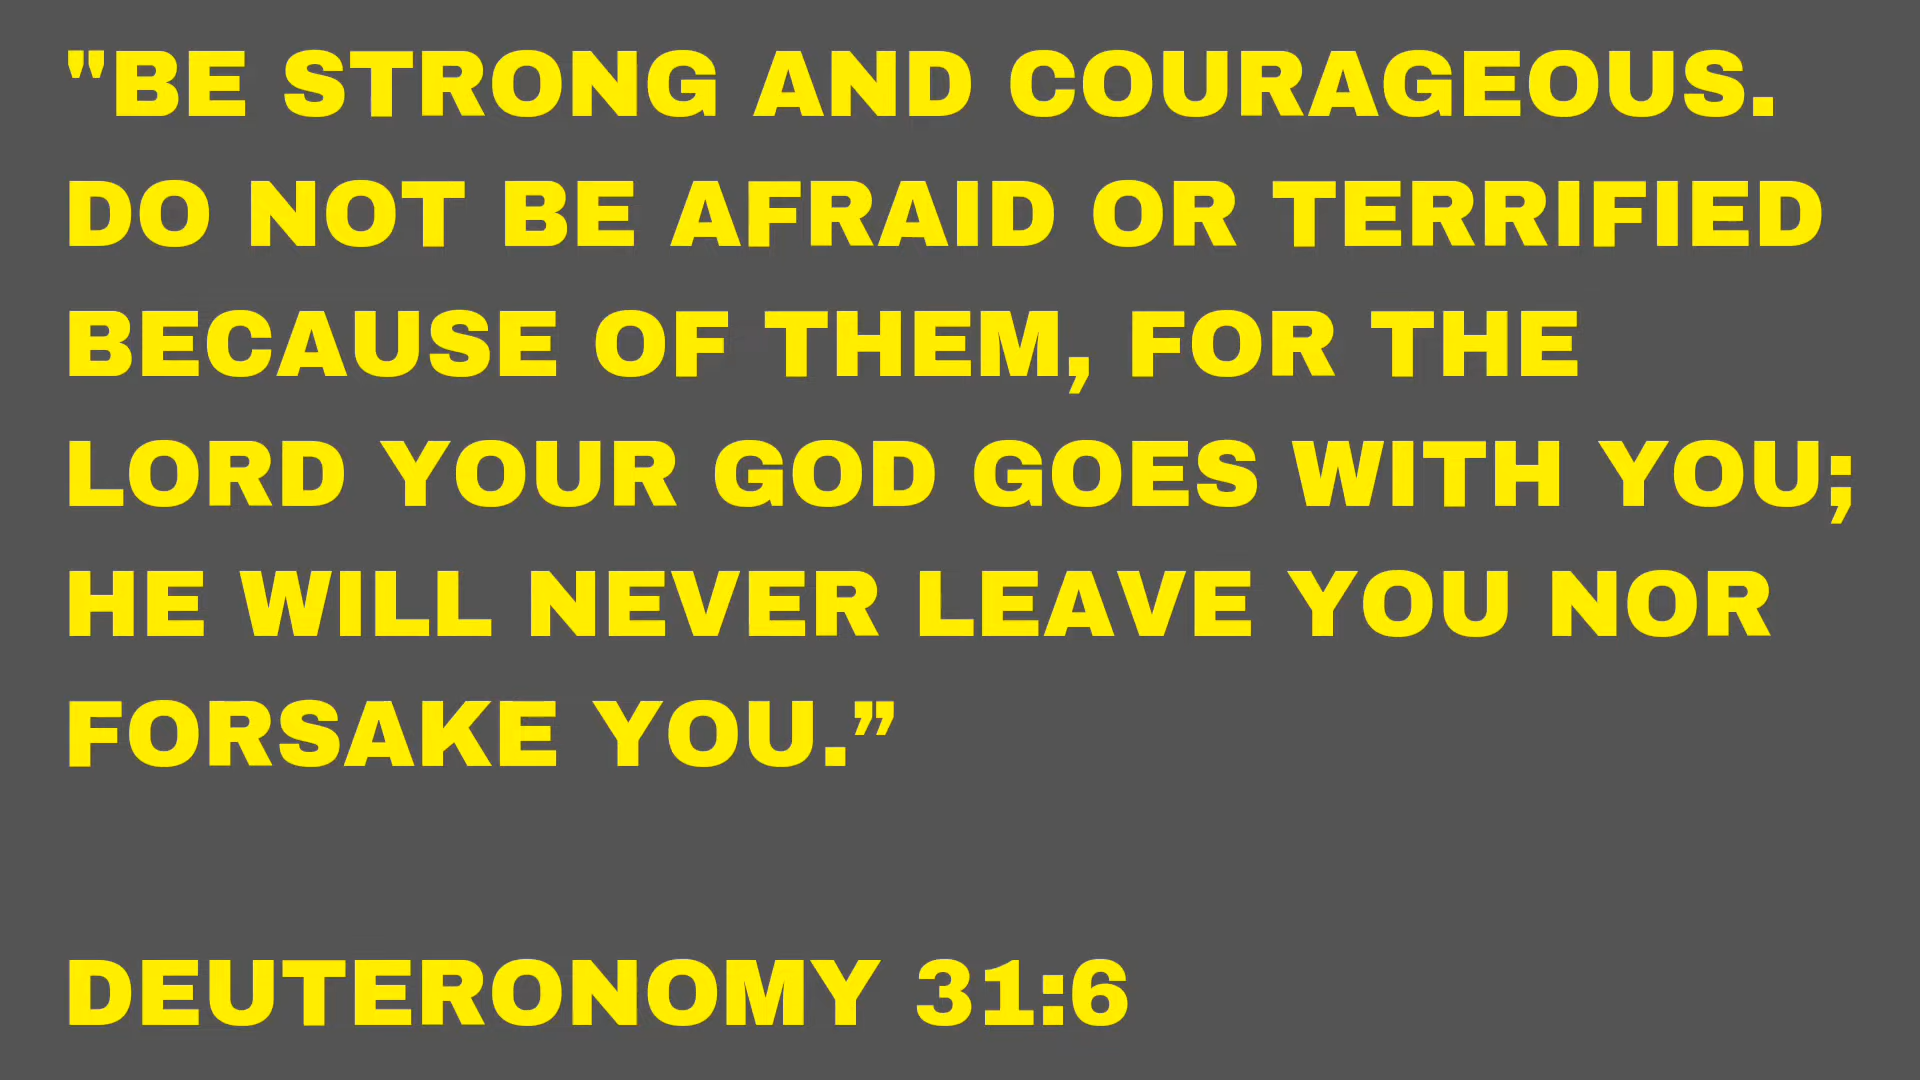 "BE STRONG AND COURAGEOUS.
DO NOT BE AFRAID OR TERRIFIED
BECAUSE OF THEM, FOR THE
LORD YOUR GOD GOES WITH YOU;
HE WILL NEVER LEAVE YOU NOR
FORSAKE YOU.”
DEUTERONOMY 31:6